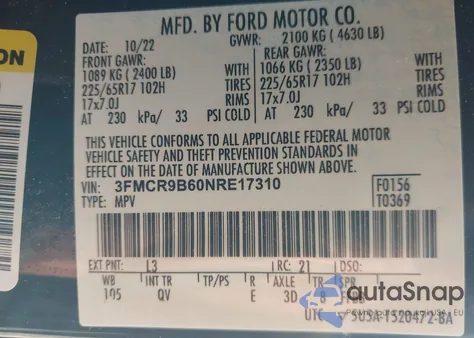 MFD. BY FORD MOTOR CO.
DATE: 10/22 GVWR: 2100 KG ( 4630 LB)
FRONT GAWR: REAR GAWR:
1089 KG ( 2400 LB) WITH 1066 KG ( 2350 LB) WITH
225/65R17 102H TIRES 225/65R17 102H TIRES
17x7.0J RIMS 17x7.0J RIMS
AT 230 kPa/ 33 PSI COLD AT 230 kPa/ 33 PSI COLD
THIS VEHICLE CONFORMS TO ALL APPLICABLE FEDERAL MOTOR
VEHICLE SAFETY AND THEFT PREVENTION STANDARDS IN
EFFECT ON THE DATE OF MANUFACTURE SHOWN ABOVE.
VIN: 3FMCR9B60NRE17310 F0156
TYPE: MPV T0369
EXT PNT: L3 RC: 21 DSO:
WB INT TR TP/PS R AXLE TR
105 QV E 3D 8
UTC
autoSnap
ON